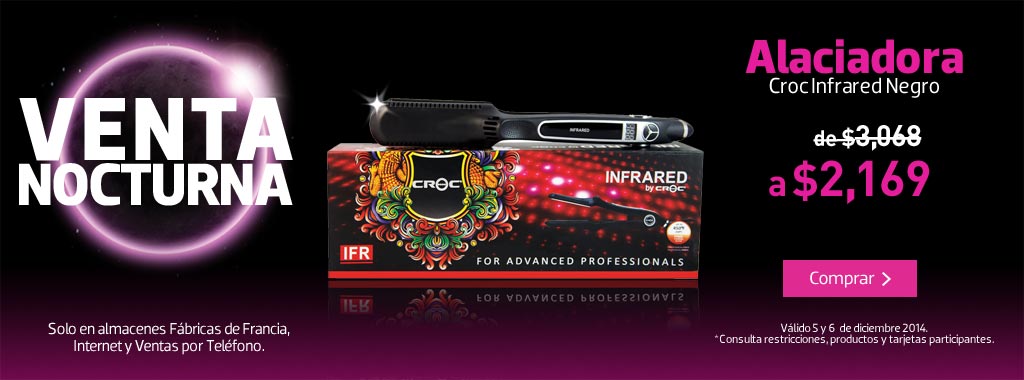 VENTA
NOCTURNA
Solo en almacenes Fábricas de Francia,
Internet y Ventas por Teléfono.
INFRARED
CROC
INFRARED
by CROC
IFR
FOR ADVANCED PROFESSIONALS
Alaciadora
Croc Infrared Negro
de $3,068
a $2,169
Comprar >
Válido 5 y 6 de diciembre 2014.
*Consulta restricciones, productos y tarjetas participantes.